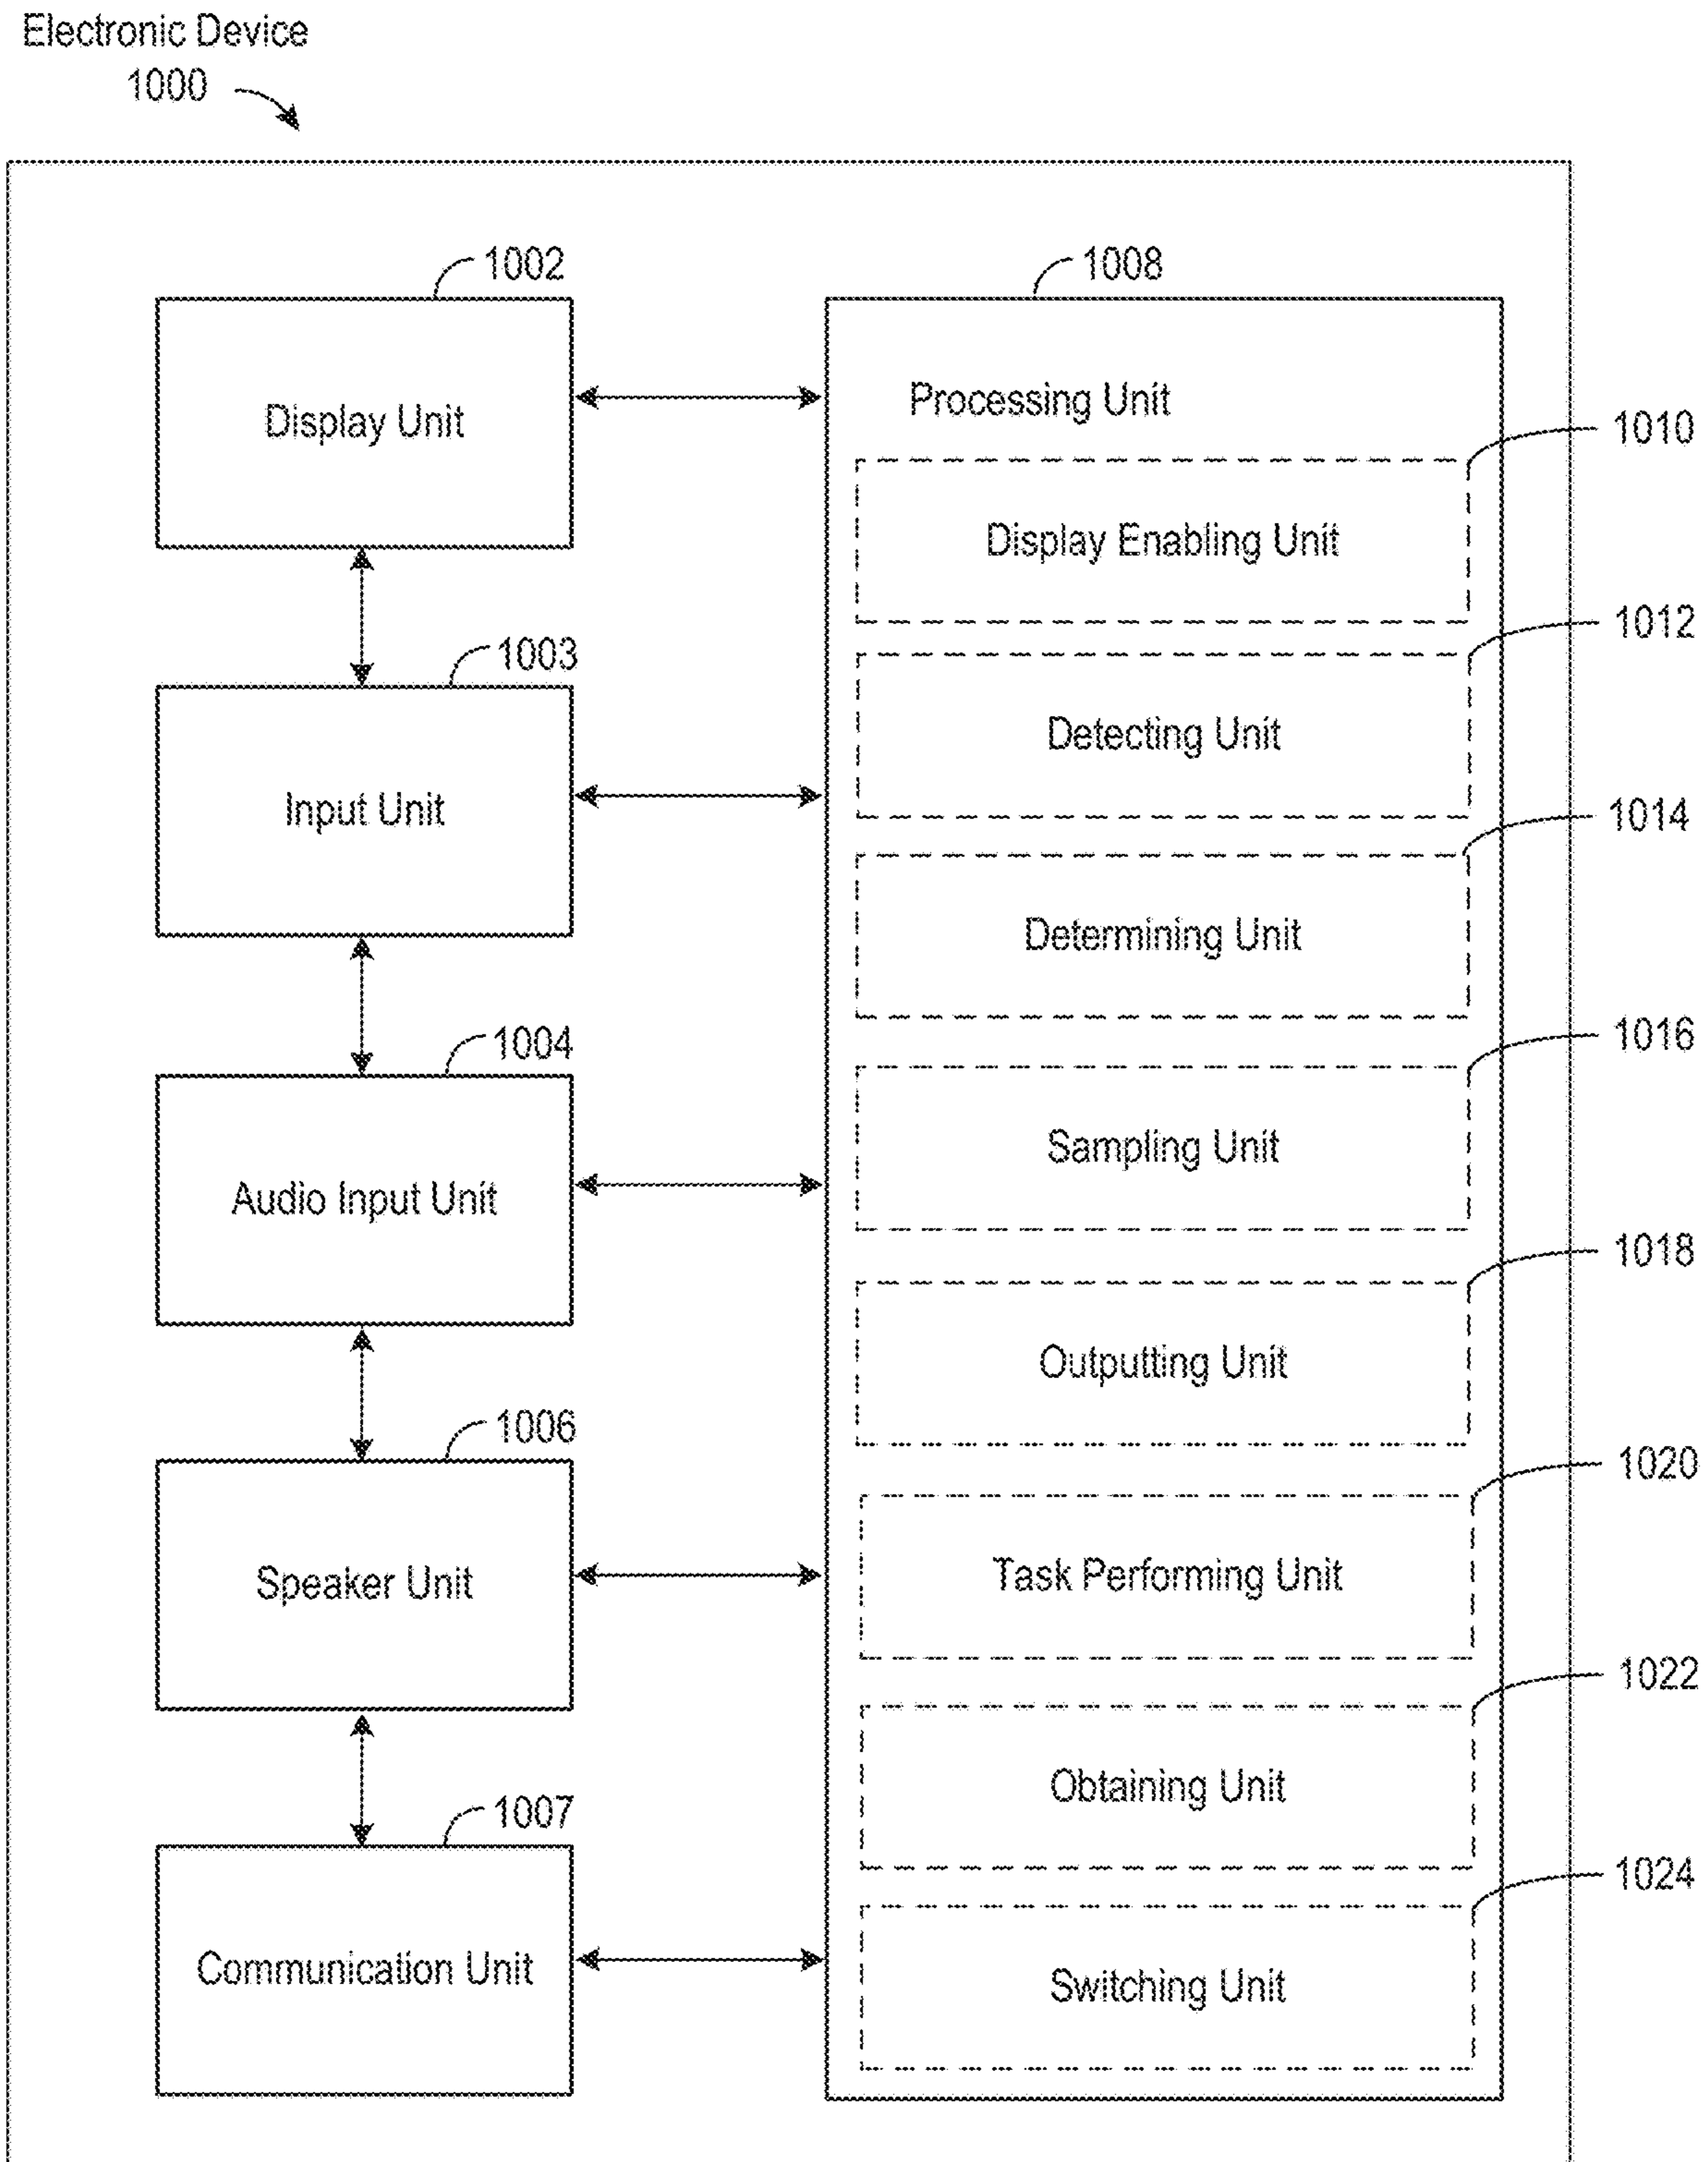 Electronic Device
1000
1002
Display Unit
1003
Input Unit
1004
Audio Input Unit
1006
Speaker Unit
1007
Communication Unit
1008
Processing Unit
1010
Display Enabling Unit
1012
Detecting Unit
1014
Determining Unit
1016
Sampling Unit
1018
Outputting Unit
1020
Task Performing Unit
1022
Obtaining Unit
1024
Switching Unit